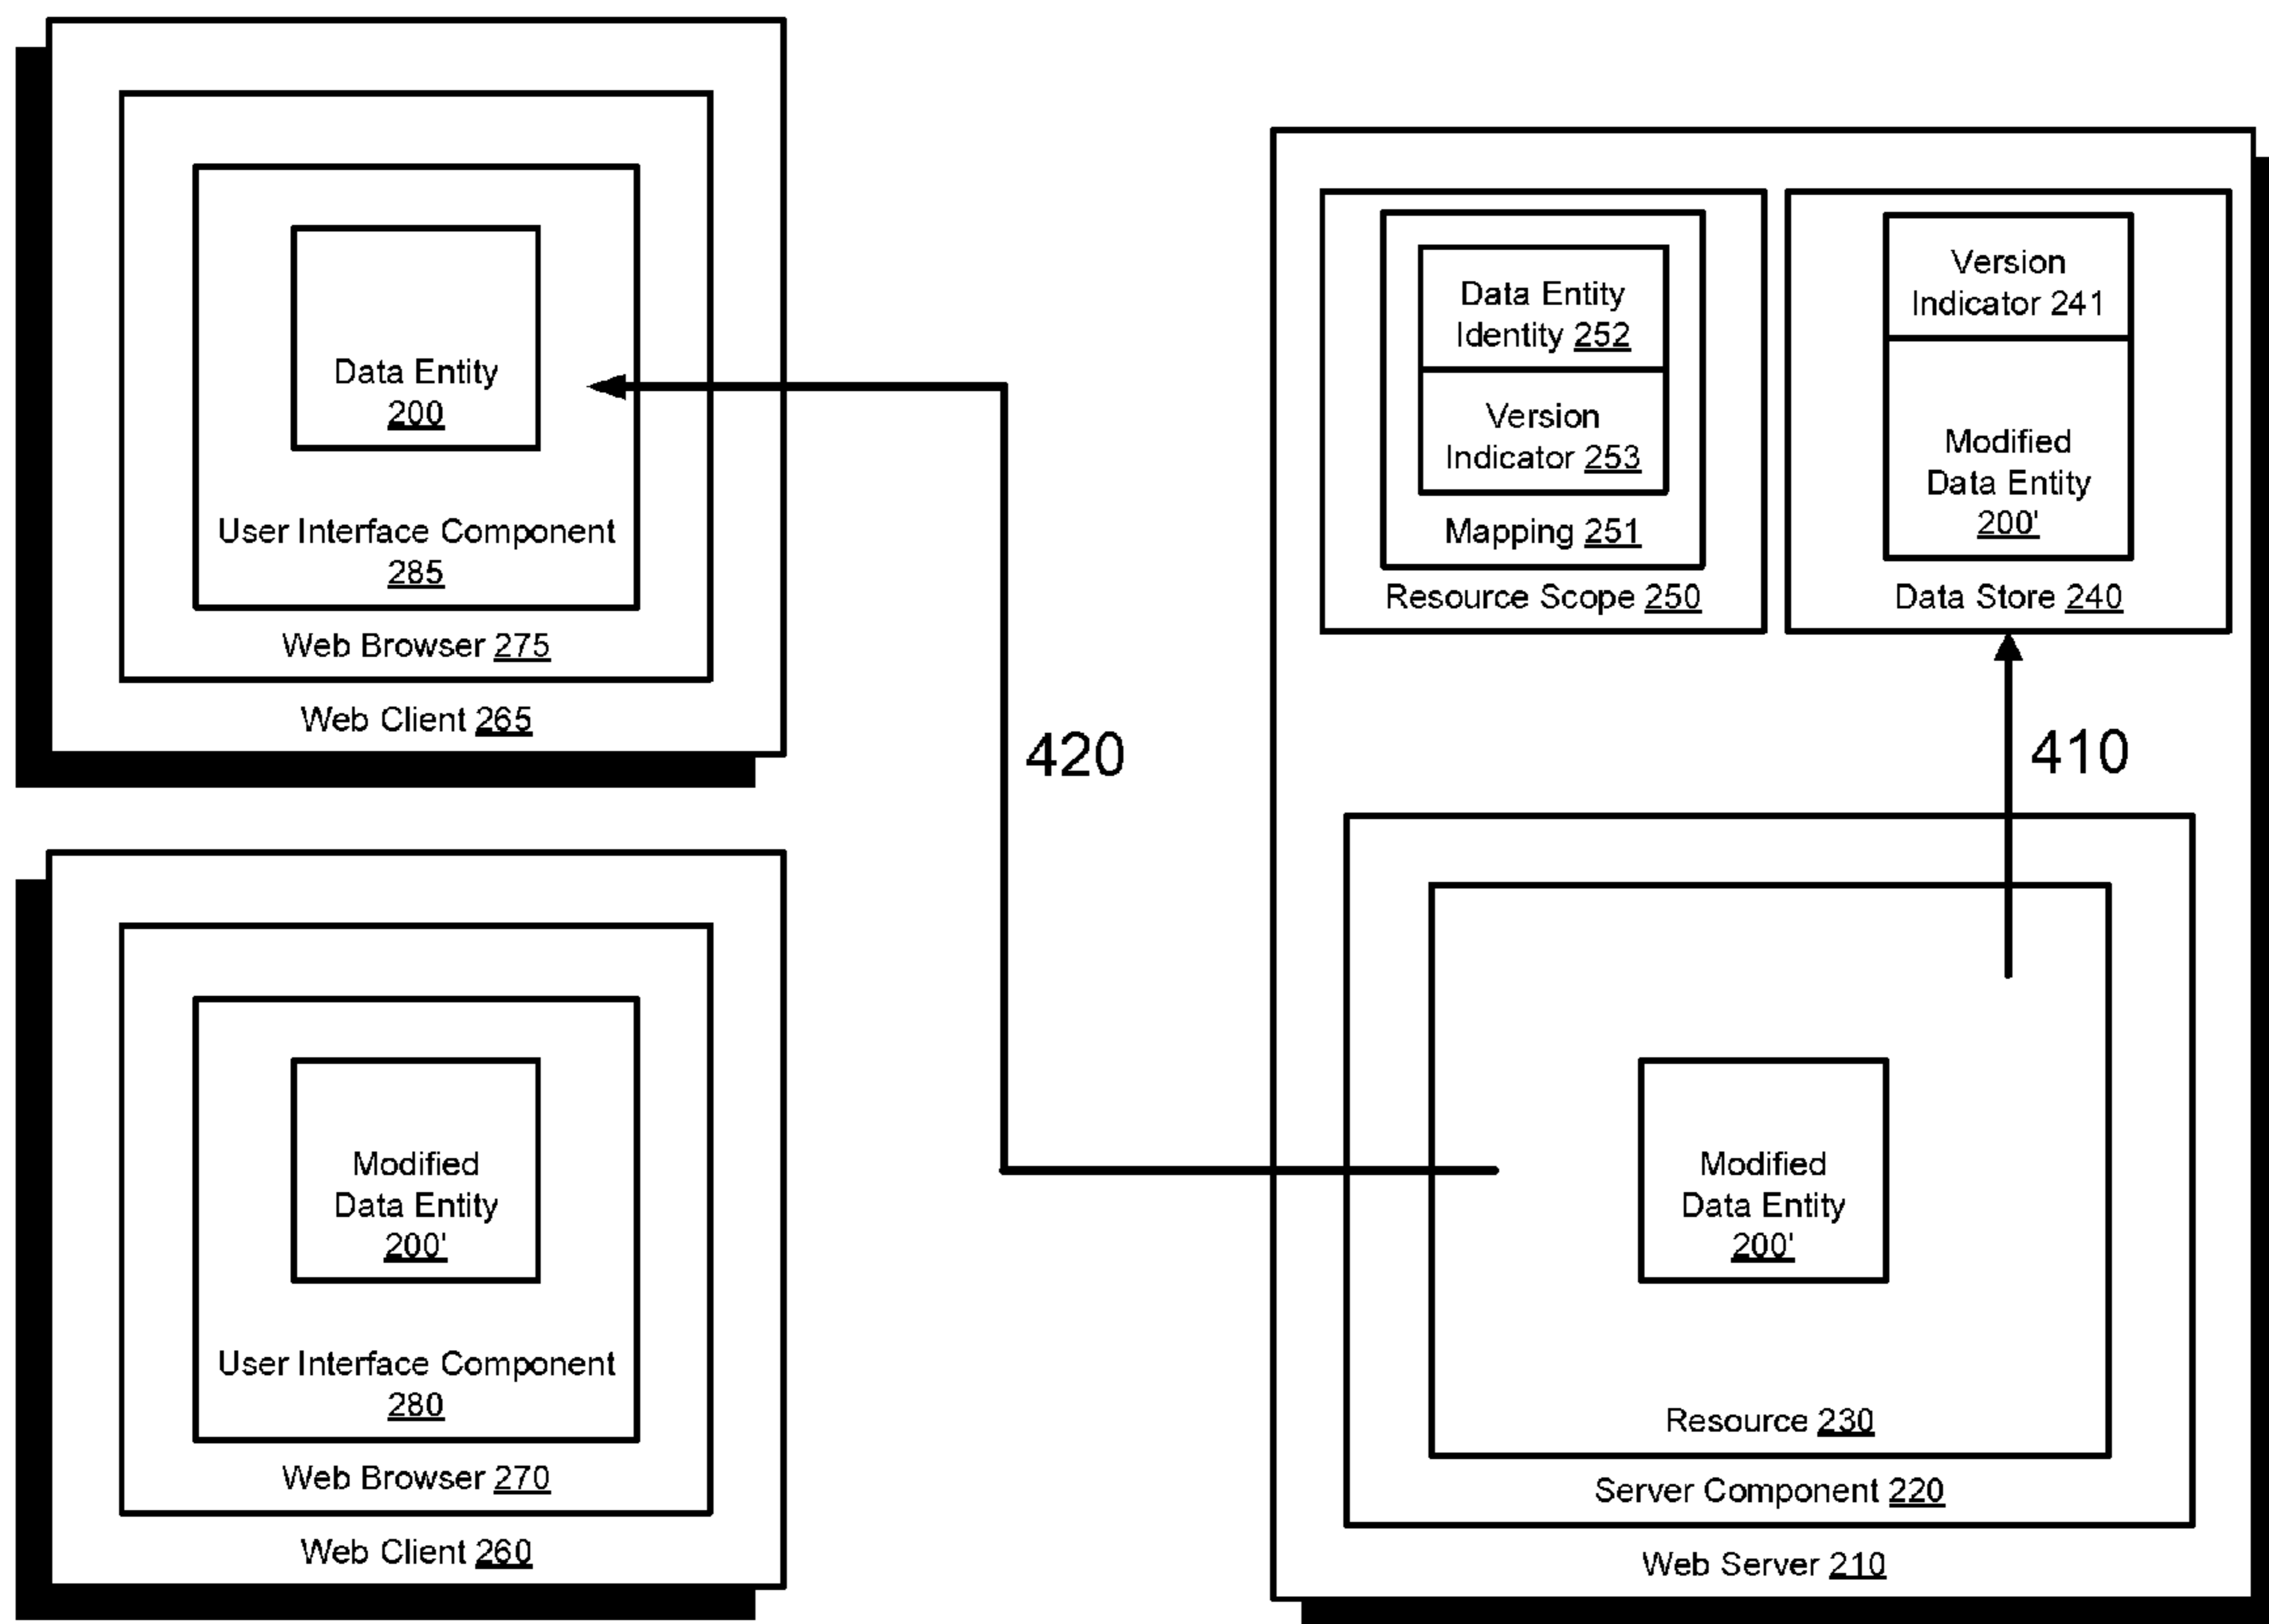 Data Entity
200
User Interface Component
285
Web Browser 275
Web Client 265
Modified
Data Entity
200'
User Interface Component
280
Web Browser 270
Web Client 260
420
Data Entity
Identity 252
Version
Indicator 253
Mapping 251
Resource Scope 250
Version
Indicator 241
Modified
Data Entity
200'
Data Store 240
410
Modified
Data Entity
200'
Resource 230
Server Component 220
Web Server 210